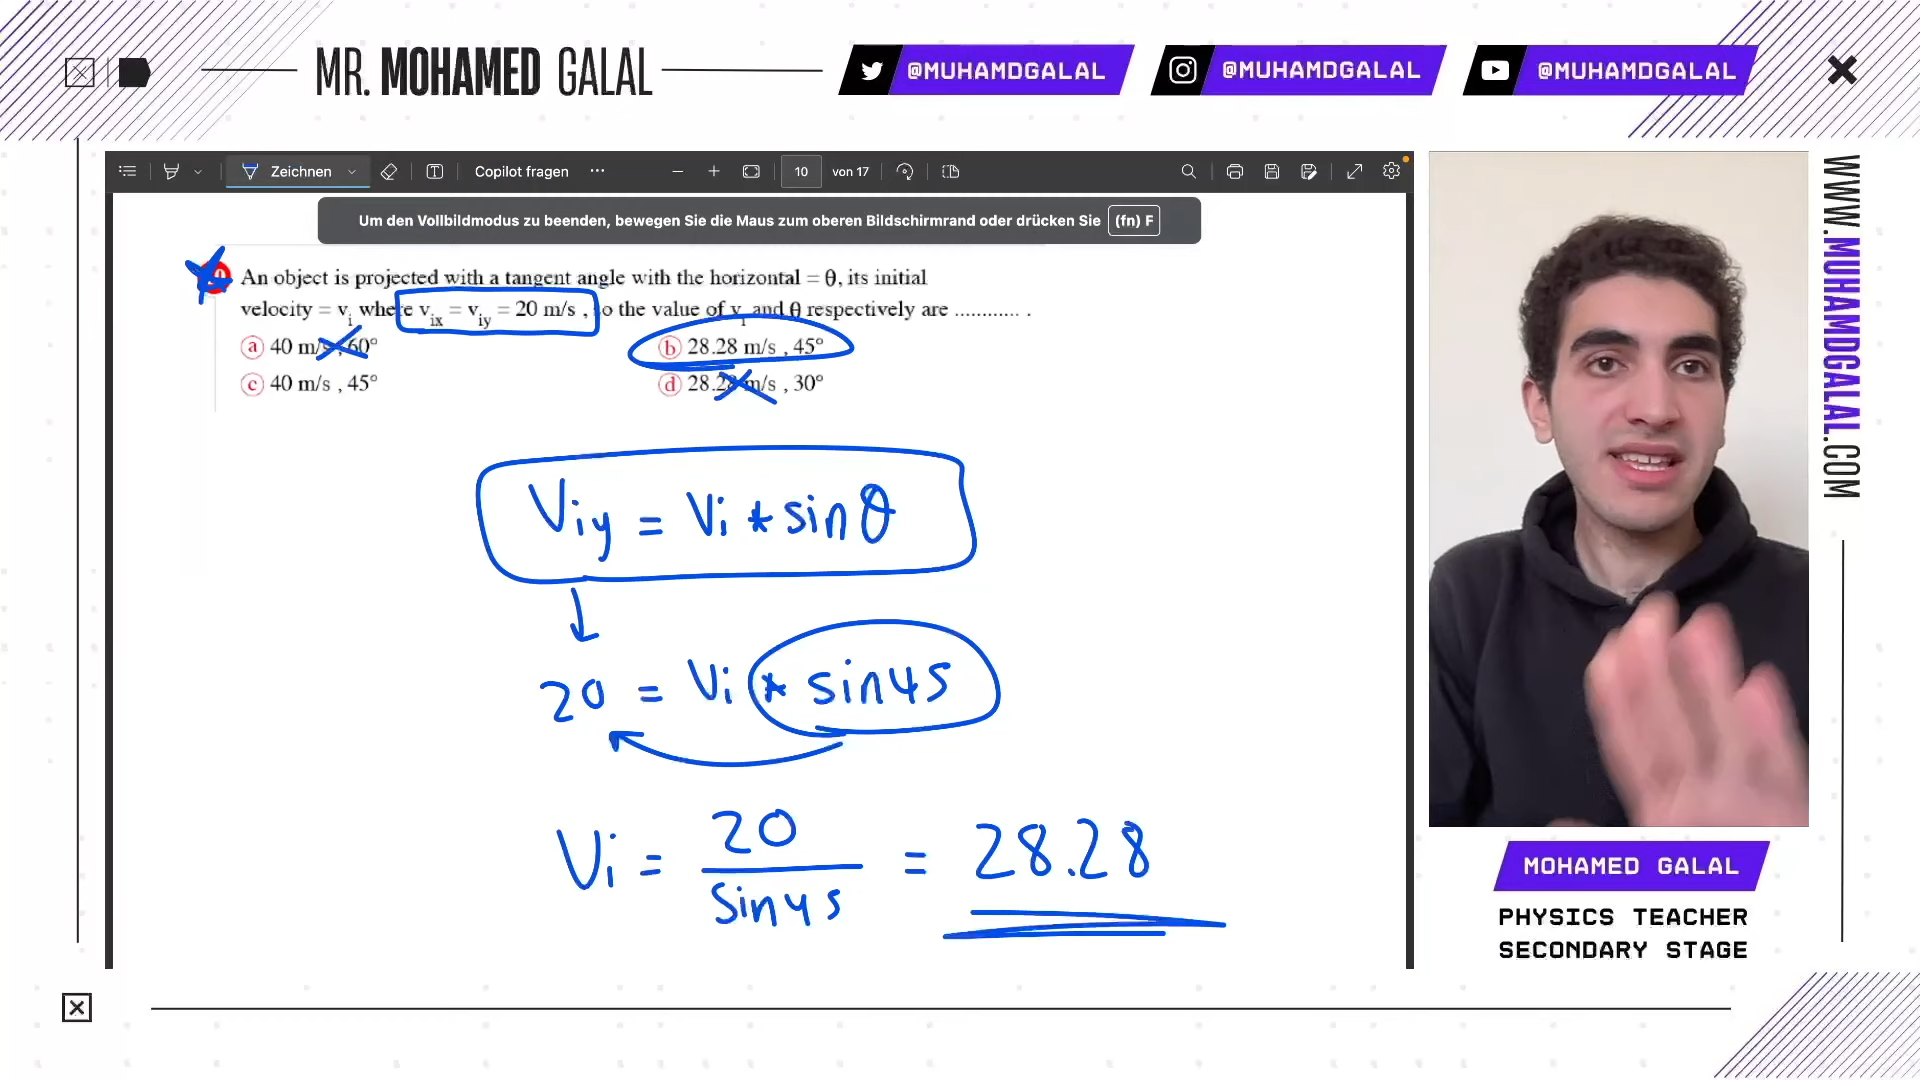 MR. MOHAMED GALAL
@MUHAMDGALAL
@MUHAMDGALAL
@MUHAMDGALAL
Zeichnen
Copilot fragen
10 von 17
Um den Vollbildmodus zu beenden, bewegen Sie die Maus zum oberen Bildschirmrand oder drücken Sie (fn) F
An object is projected with a tangent angle with the horizontal = θ, its initial
velocity = vi where vix = viy = 20 m/s , so the value of vi and θ respectively are ............ .
a 40 m/s , 60°
b 28.28 m/s , 45°
c 40 m/s , 45°
d 28.28 m/s , 30°
Viy = Vi * sin θ
20 = Vi * sin 45
Vi = 20 / sin 45 = 28.28
WWW.MUHAMDGALAL.COM
MOHAMED GALAL
PHYSICS TEACHER
SECONDARY STAGE